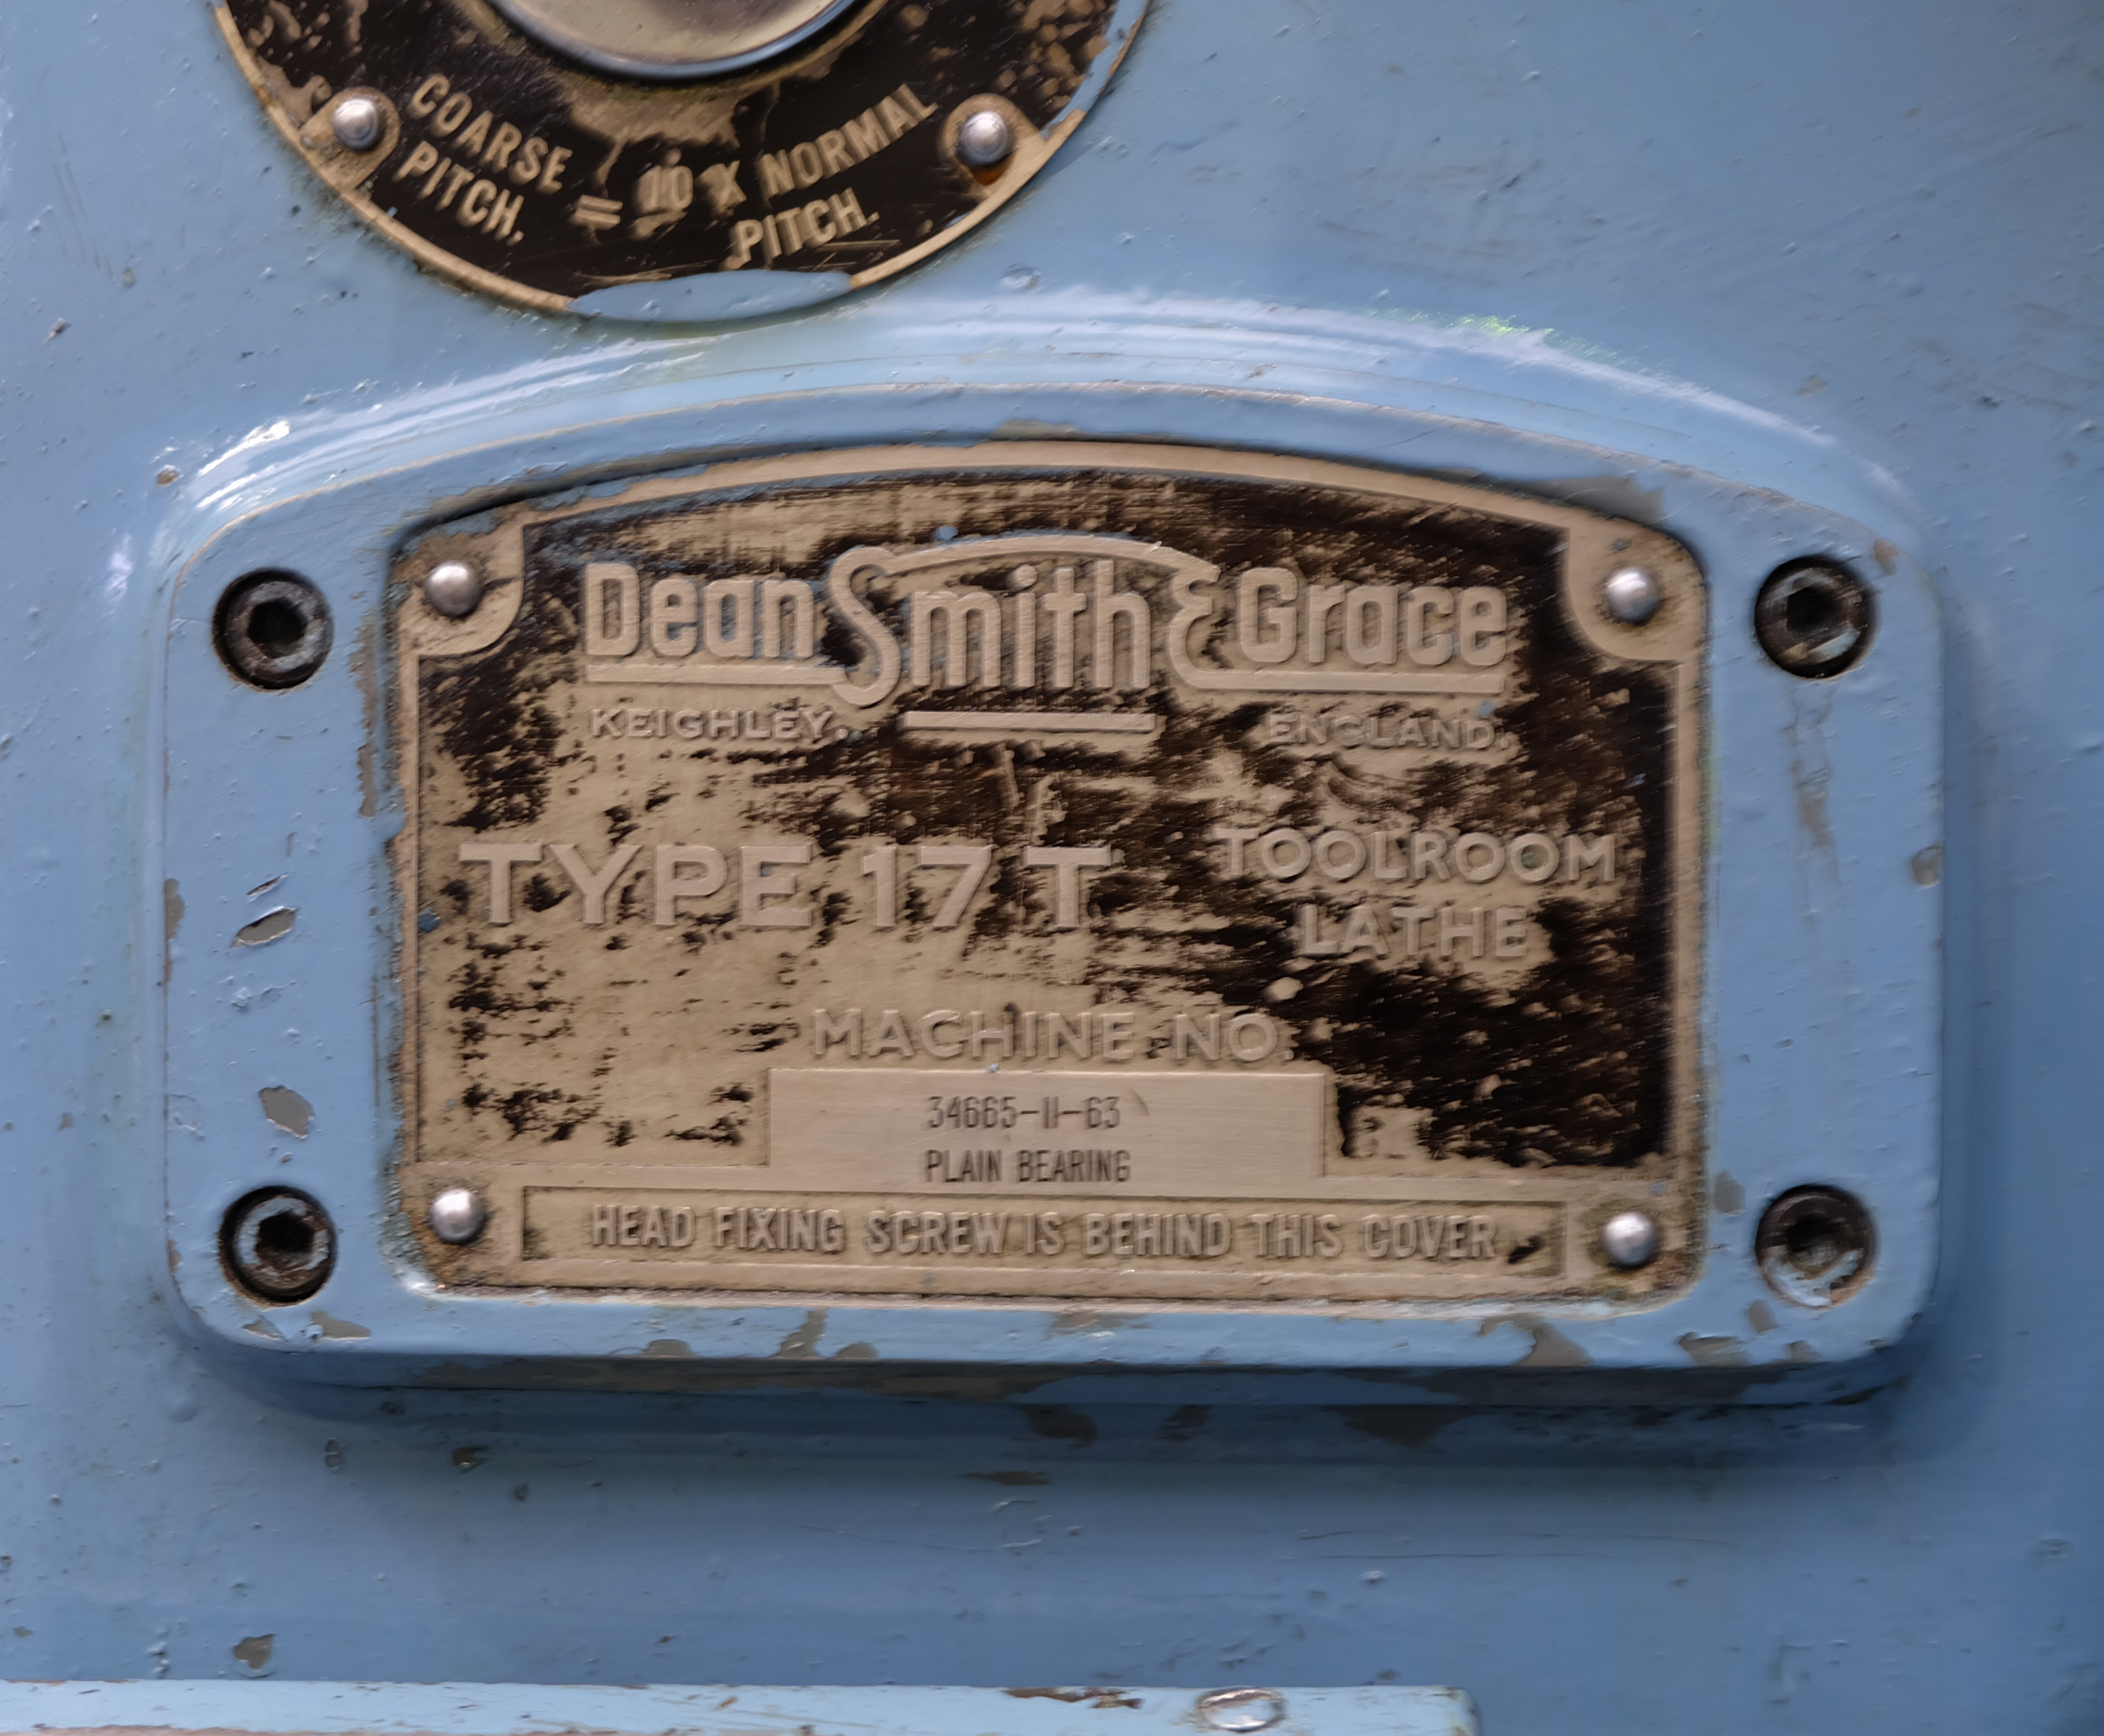 COARSE = 10 X NORMAL
PITCH. PITCH.
Dean Smith & Grace
KEIGHLEY. ENGLAND.
TYPE 17 T TOOLROOM
LATHE
MACHINE NO.
34665-11-63
PLAIN BEARING
HEAD FIXING SCREW IS BEHIND THIS COVER